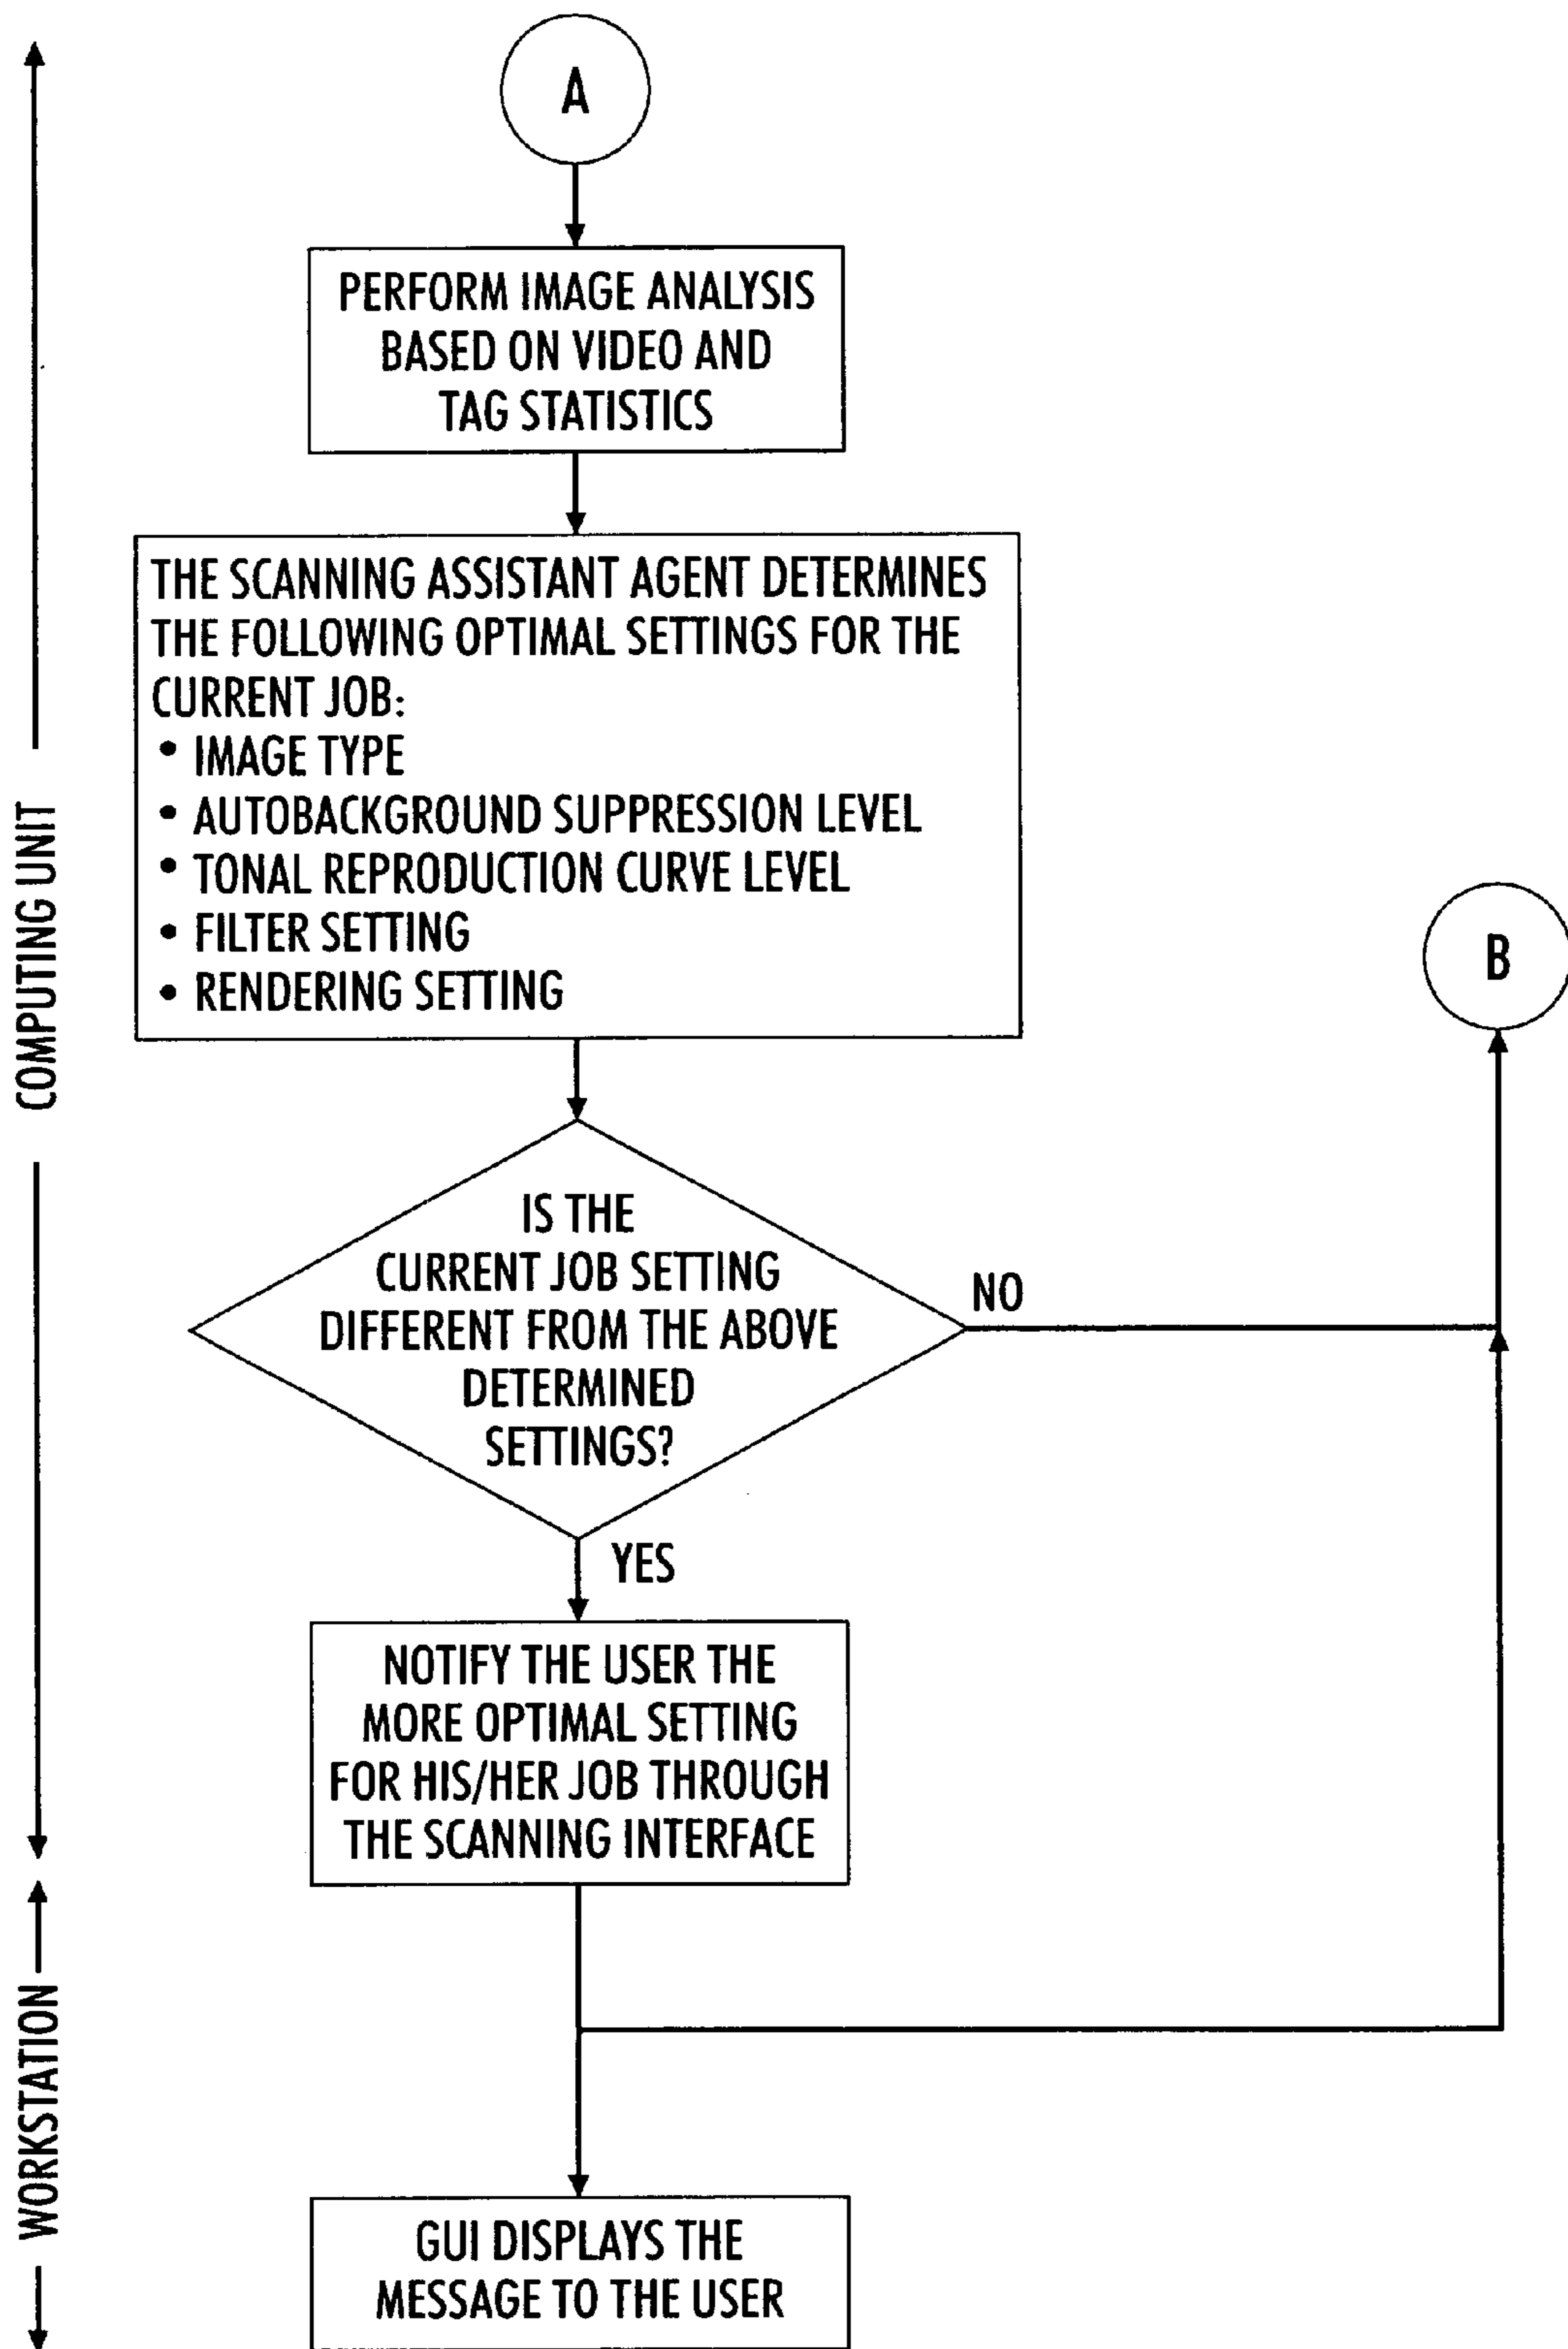 A
PERFORM IMAGE ANALYSIS
BASED ON VIDEO AND
TAG STATISTICS
THE SCANNING ASSISTANT AGENT DETERMINES
THE FOLLOWING OPTIMAL SETTINGS FOR THE
CURRENT JOB:
• IMAGE TYPE
• AUTOBACKGROUND SUPPRESSION LEVEL
• TONAL REPRODUCTION CURVE LEVEL
• FILTER SETTING
• RENDERING SETTING
COMPUTING UNIT
B
IS THE
CURRENT JOB SETTING
DIFFERENT FROM THE ABOVE
DETERMINED
SETTINGS?
NO
YES
NOTIFY THE USER THE
MORE OPTIMAL SETTING
FOR HIS/HER JOB THROUGH
THE SCANNING INTERFACE
WORKSTATION
GUI DISPLAYS THE
MESSAGE TO THE USER